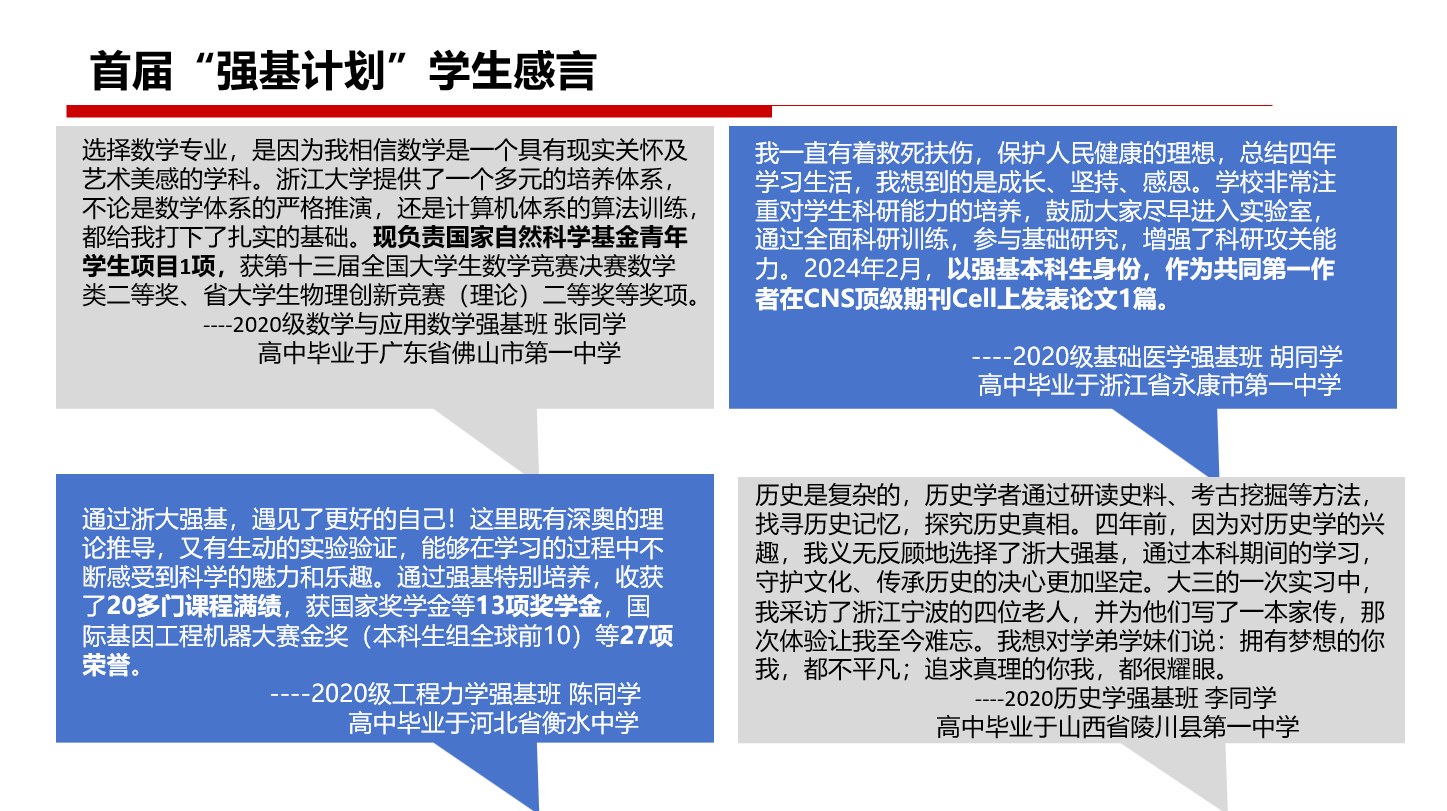 首届“强基计划”学生感言
选择数学专业，是因为我相信数学是一个具有现实关怀及
艺术美感的学科。浙江大学提供了一个多元的培养体系，
不论是数学体系的严格推演，还是计算机体系的算法训练，
都给我打下了扎实的基础。现负责国家自然科学基金青年
学生项目1项，获第十三届全国大学生数学竞赛决赛数学
类二等奖、省大学生物理创新竞赛（理论）二等奖等奖项。
----2020级数学与应用数学强基班 张同学
高中毕业于广东省佛山市第一中学
我一直有着救死扶伤，保护人民健康的理想，总结四年
学习生活，我想到的是成长、坚持、感恩。学校非常注
重对学生科研能力的培养，鼓励大家尽早进入实验室，
通过全面科研训练，参与基础研究，增强了科研攻关能
力。2024年2月，以强基本科生身份，作为共同第一作
者在CNS顶级期刊Cell上发表论文1篇。
----2020级基础医学强基班 胡同学
高中毕业于浙江省永康市第一中学
通过浙大强基，遇见了更好的自己！这里既有深奥的理
论推导，又有生动的实验验证，能够在学习的过程中不
断感受到科学的魅力和乐趣。通过强基特别培养，收获
了20多门课程满绩，获国家奖学金等13项奖学金，国
际基因工程机器大赛金奖（本科生组全球前10）等27项
荣誉。
----2020级工程力学强基班 陈同学
高中毕业于河北省衡水中学
历史是复杂的，历史学者通过研读史料、考古挖掘等方法，
找寻历史记忆，探究历史真相。四年前，因为对历史学的兴
趣，我义无反顾地选择了浙大强基，通过本科期间的学习，
守护文化、传承历史的决心更加坚定。大三的一次实习中，
我采访了浙江宁波的四位老人，并为他们写了一本家传，那
次体验让我至今难忘。我想对学弟学妹们说：拥有梦想的你
我，都不平凡；追求真理的你我，都很耀眼。
----2020历史学强基班 李同学
高中毕业于山西省陵川县第一中学